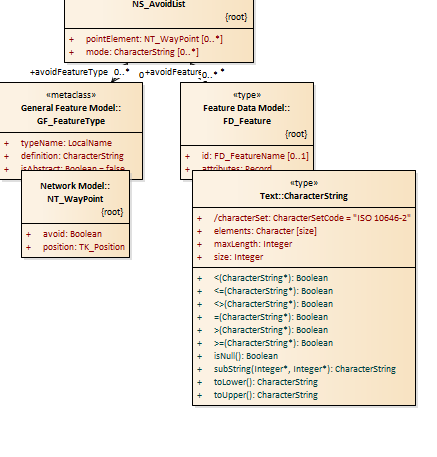 NS_AvoidList
{root}
+ pointElement: NT_WayPoint [0..*]
+ mode: CharacterString [0..*]
+avoidFeatureType 0..*
+avoidFeature 0..* *
«metaclass»
General Feature Model::
GF_FeatureType
+ typeName: LocalName
+ definition: CharacterString
+ isAbstract: Boolean = false
«type»
Feature Data Model::
FD_Feature
{root}
+ id: FD_FeatureName [0..1]
+ attributes: Record
Network Model::
NT_WayPoint
{root}
+ avoid: Boolean
+ position: TK_Position
«type»
Text::CharacterString
+ /characterSet: CharacterSetCode = "ISO 10646-2"
+ elements: Character [size]
+ maxLength: Integer
+ size: Integer
+ <(CharacterString*): Boolean
+ <=(CharacterString*): Boolean
+ <>(CharacterString*): Boolean
+ =(CharacterString*): Boolean
+ >(CharacterString*): Boolean
+ >=(CharacterString*): Boolean
+ isNull(): Boolean
+ subString(Integer*, Integer*): CharacterString
+ toLower(): CharacterString
+ toUpper(): CharacterString